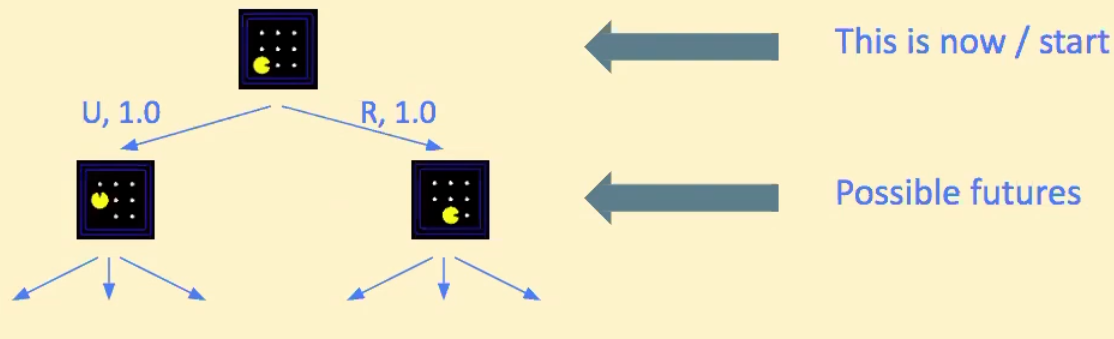 This is now / start
U, 1.0
R, 1.0
Possible futures